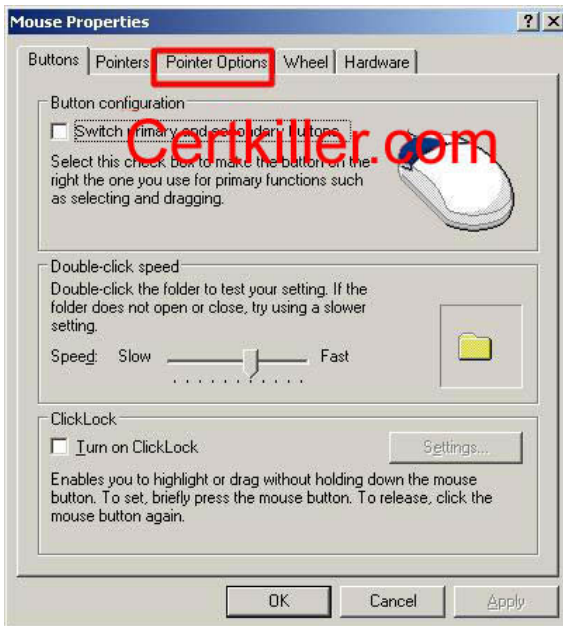 Mouse Properties
Buttons Pointers Pointer Options Wheel Hardware
Button configuration
Switch primary and secondary buttons
Certkiller.com
Select this check box to make the button on the
right the one you use for primary functions such
as selecting and dragging.
Double-click speed
Double-click the folder to test your setting. If the
folder does not open or close, try using a slower
setting.
Speed: Slow Fast
ClickLock
Turn on ClickLock Settings...
Enables you to highlight or drag without holding down the mouse
button. To set, briefly press the mouse button. To release, click the
mouse button again.
OK Cancel Apply